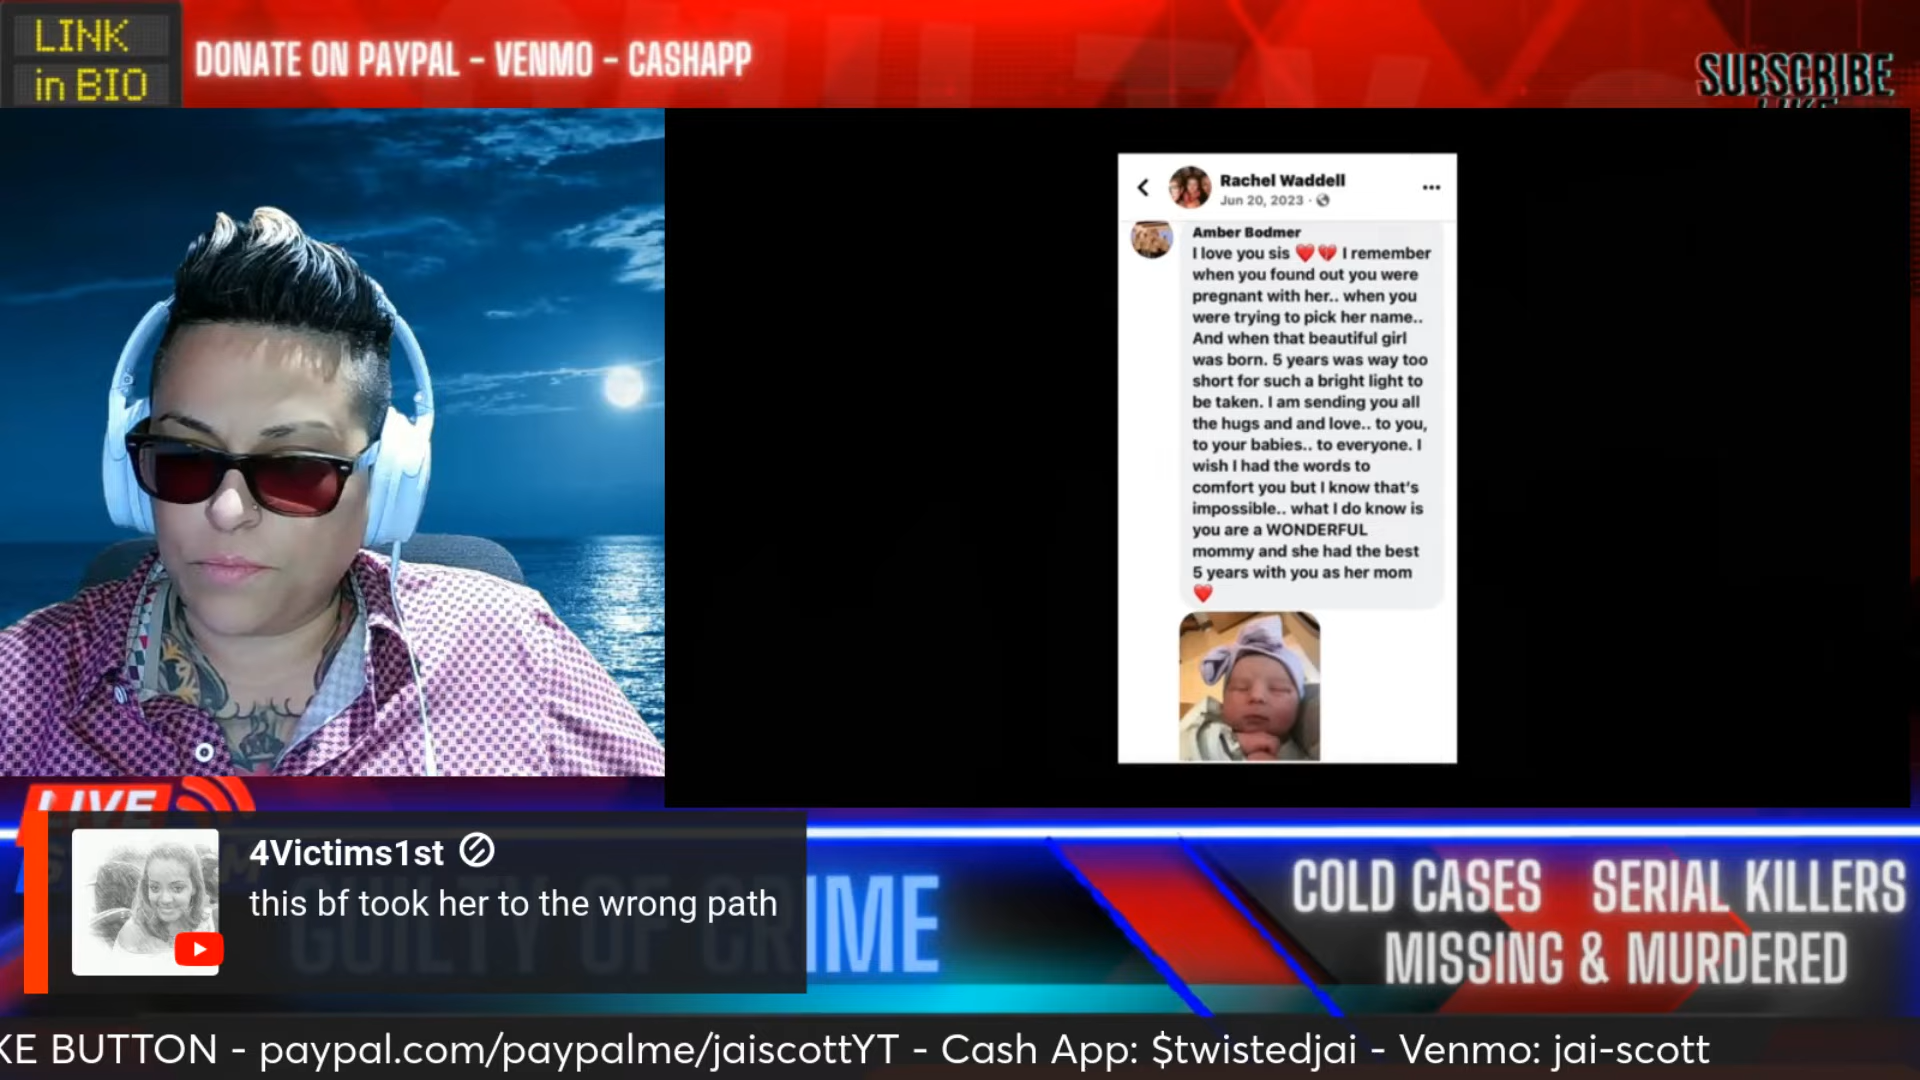 LINK
in BIO
DONATE ON PAYPAL - VENMO - CASHAPP
SUBSCRIBE
LIKE
Rachel Waddell
Jun 20, 2023 ·
Amber Bodmer
I love you sis ❤️💔 I remember
when you found out you were
pregnant with her.. when you
were trying to pick her name..
And when that beautiful girl
was born. 5 years was way too
short for such a bright light to
be taken. I am sending you all
the hugs and and love.. to you,
to your babies.. to everyone. I
wish I had the words to
comfort you but I know that's
impossible.. what I do know is
you are a WONDERFUL
mommy and she had the best
5 years with you as her mom
❤️
LIVE
4Victims1st
this bf took her to the wrong path
GUILTY OF CRIME
COLD CASES SERIAL KILLERS
MISSING & MURDERED
KE BUTTON - paypal.com/paypalme/jaiscottYT - Cash App: $twistedjai - Venmo: jai-scott